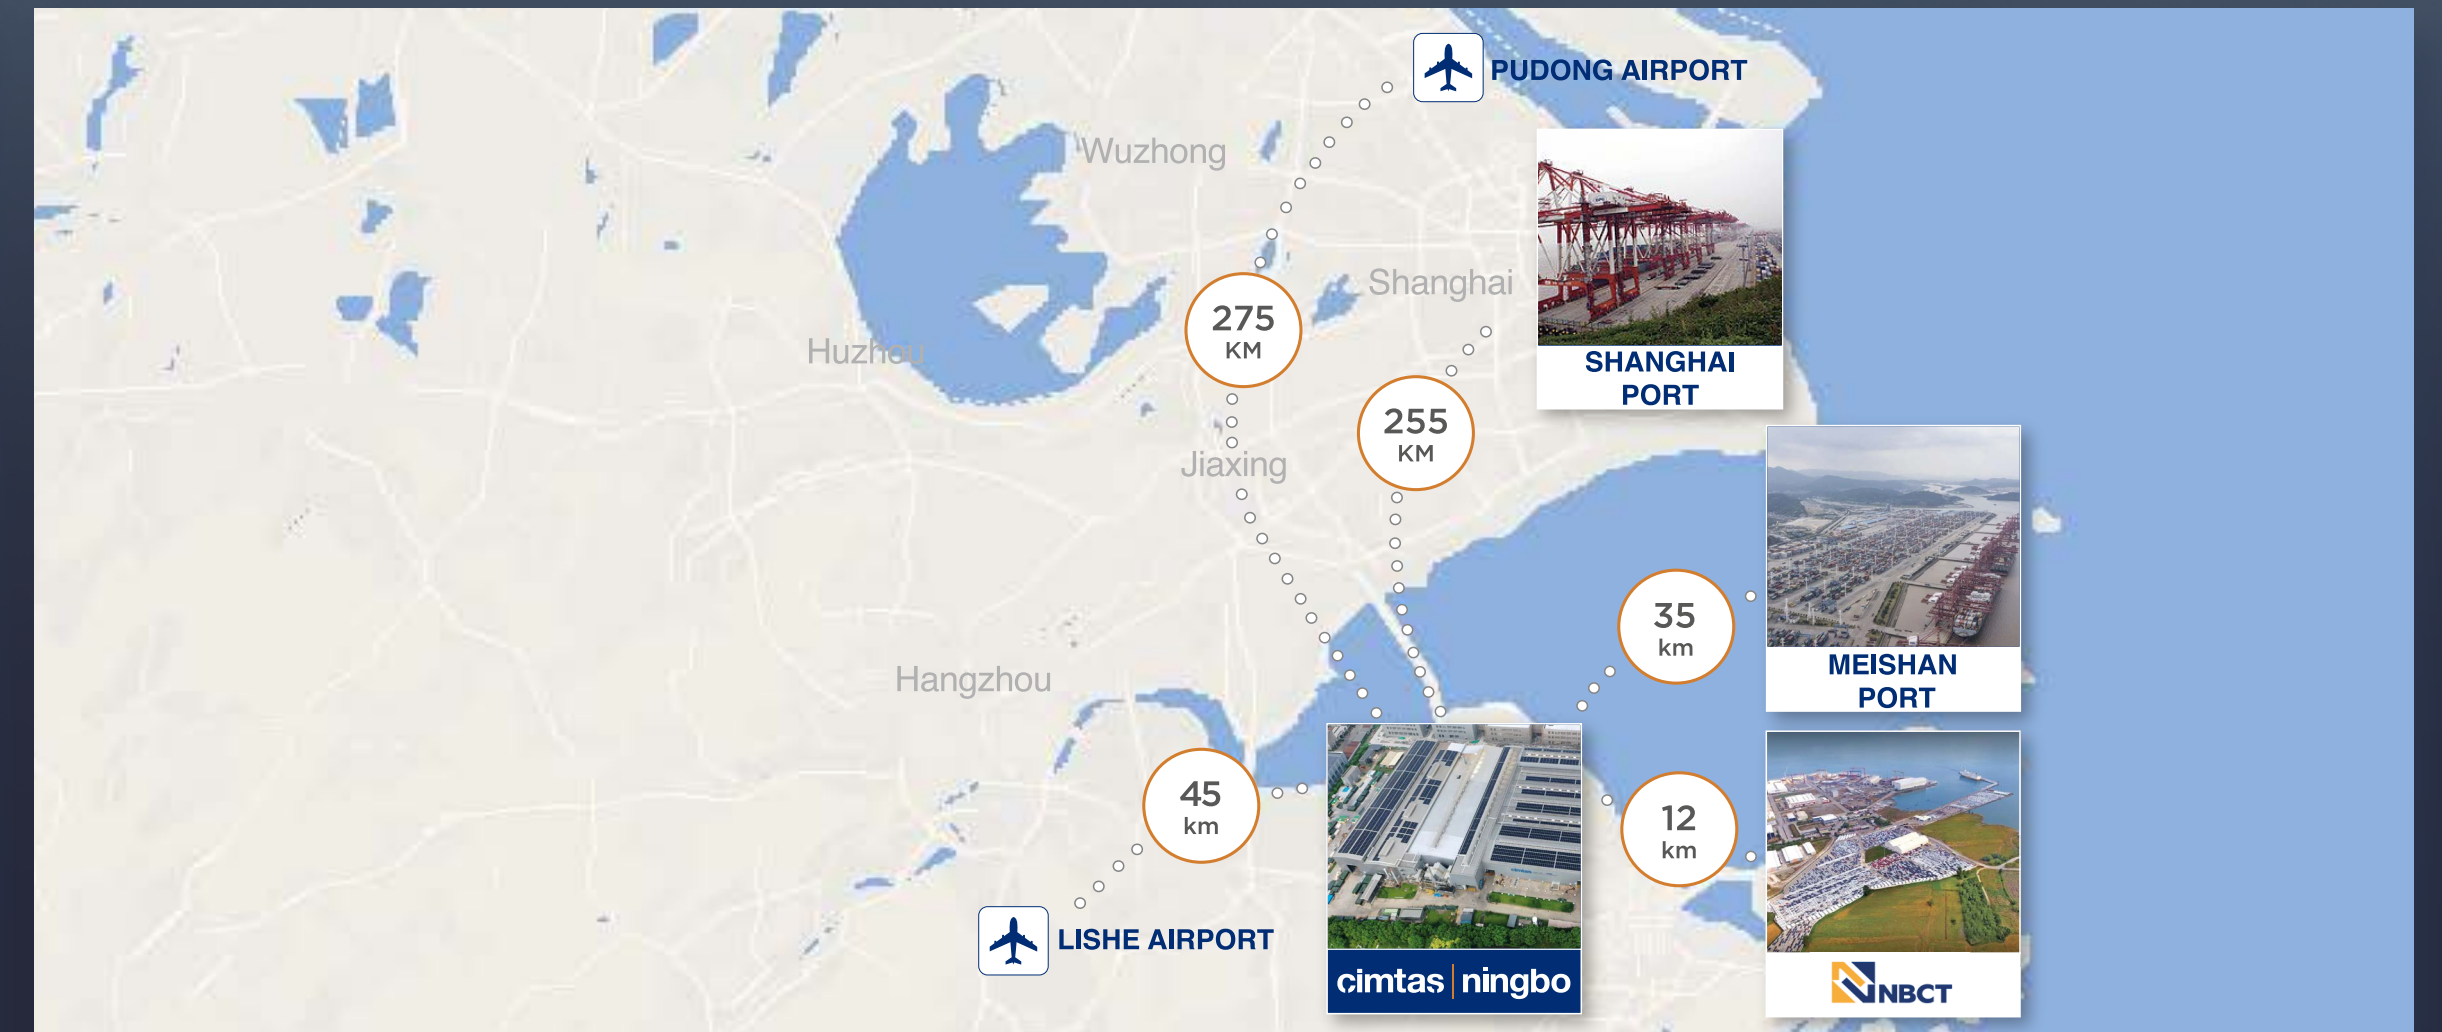 PUDONG AIRPORT
Wuzhong
Shanghai
275
KM
SHANGHAI
PORT
Huzhou
255
KM
Jiaxing
35
km
MEISHAN
PORT
Hangzhou
45
km
12
km
LISHE AIRPORT
cimtas | ningbo
NBCT